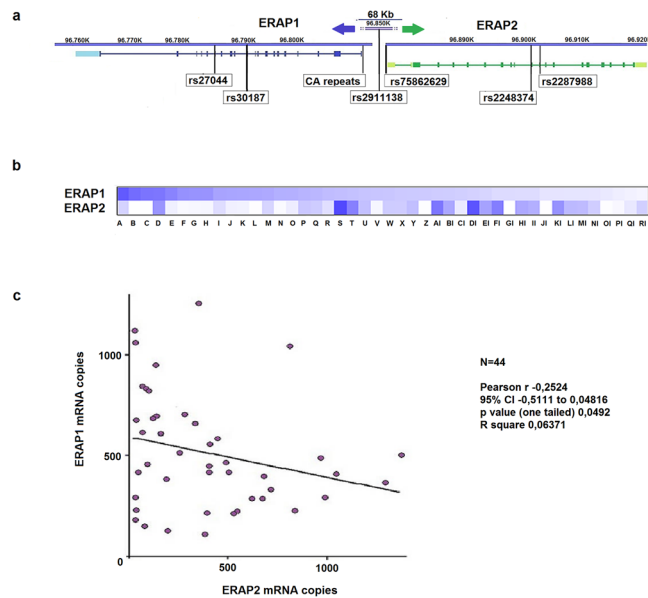 a
ERAP1
68 Kb
ERAP2
96.850K
96.760K 96.770K 96.780K 96.790K 96.800K 96.890K 96.900K 96.910K 96.920
rs27044 CA repeats rs75862629 rs2287988
rs30187 rs2911138 rs2248374
b
ERAP1
ERAP2
A B C D E F G H I J K L M N O P Q R S T U V W X Y Z AI BI CI DI EI FI GI HI II JI KI LI MI NI OI PI QI RI
c
ERAP1 mRNA copies
1000
500
0
500 1000
ERAP2 mRNA copies
N=44
Pearson r -0,2524
95% CI -0,5111 to 0,04816
p value (one tailed) 0,0492
R square 0,06371